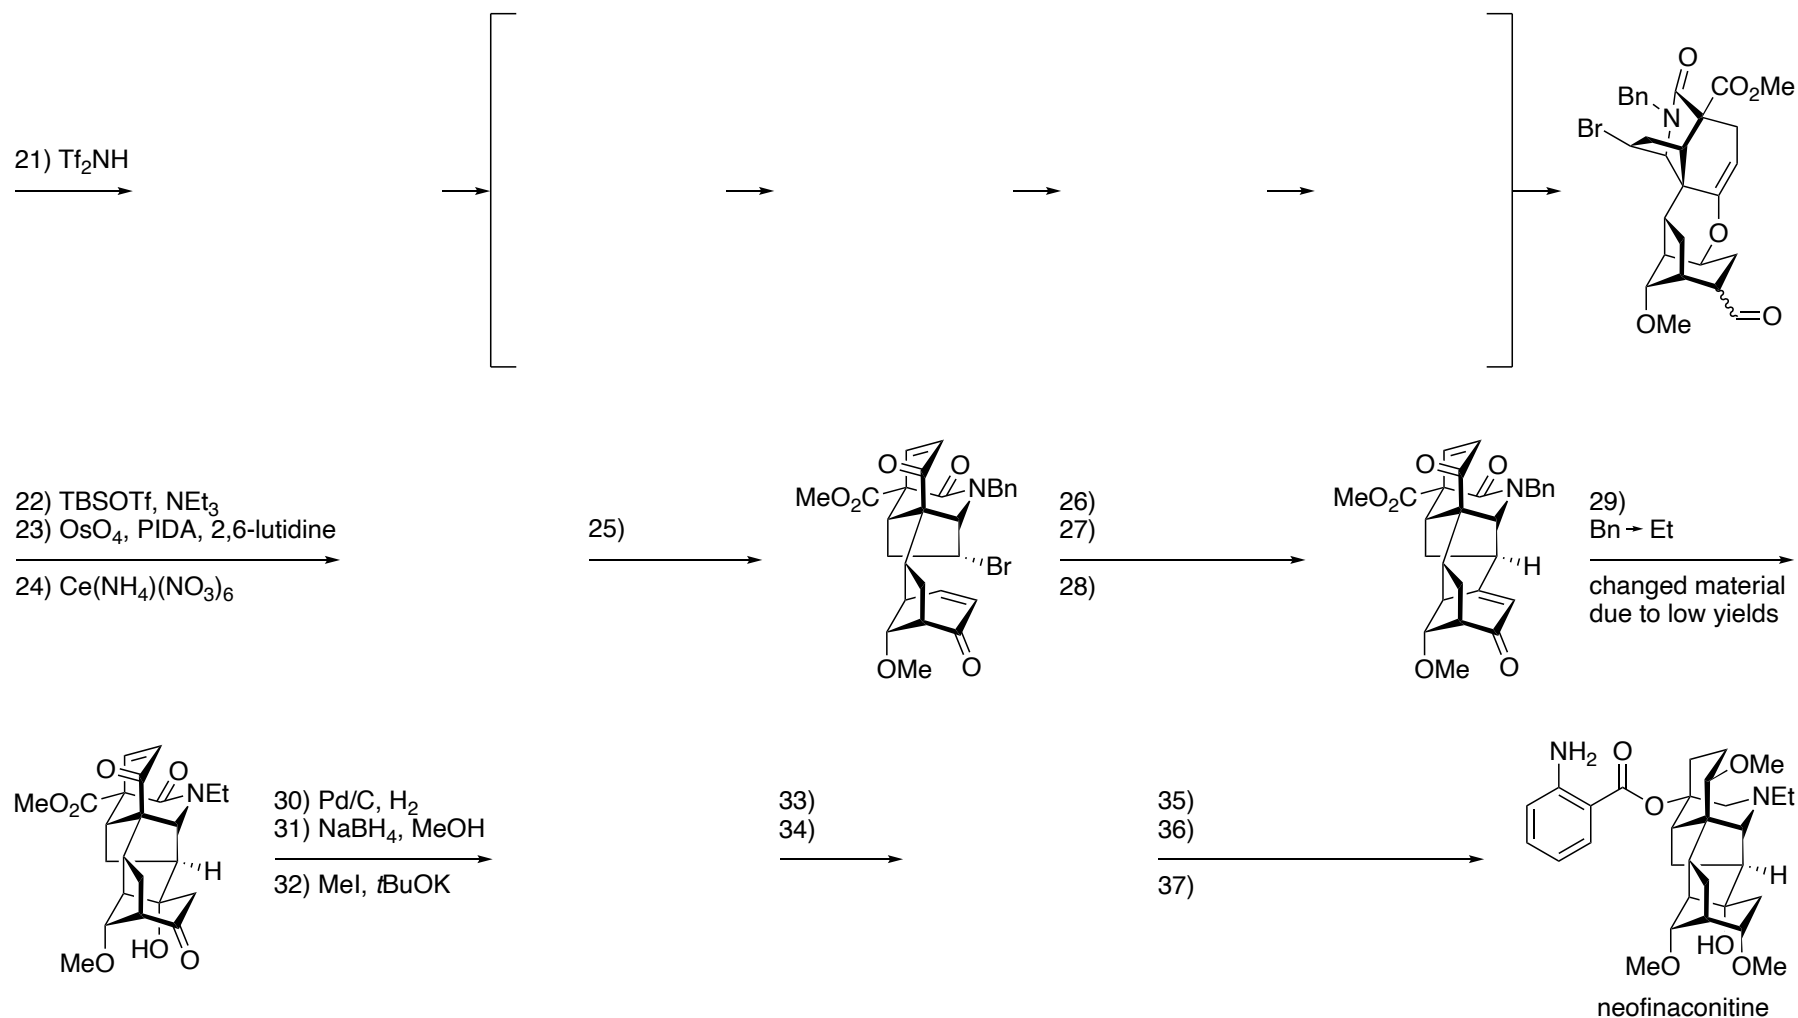 21) Tf2NH
O
CO2Me
Bn
N
Br
O
OMe
O
22) TBSOTf, NEt3
23) OsO4, PIDA, 2,6-lutidine
24) Ce(NH4)(NO3)6
25)
O
O
MeO2C
NBn
Br
OMe
O
26)
27)
28)
O
O
MeO2C
NBn
H
OMe
O
29)
Bn → Et
changed material
due to low yields
O
O
MeO2C
NEt
H
HO
MeO
O
30) Pd/C, H2
31) NaBH4, MeOH
32) MeI, tBuOK
33)
34)
35)
36)
37)
NH2
O
O
OMe
NEt
H
HO
MeO
OMe
neofinaconitine